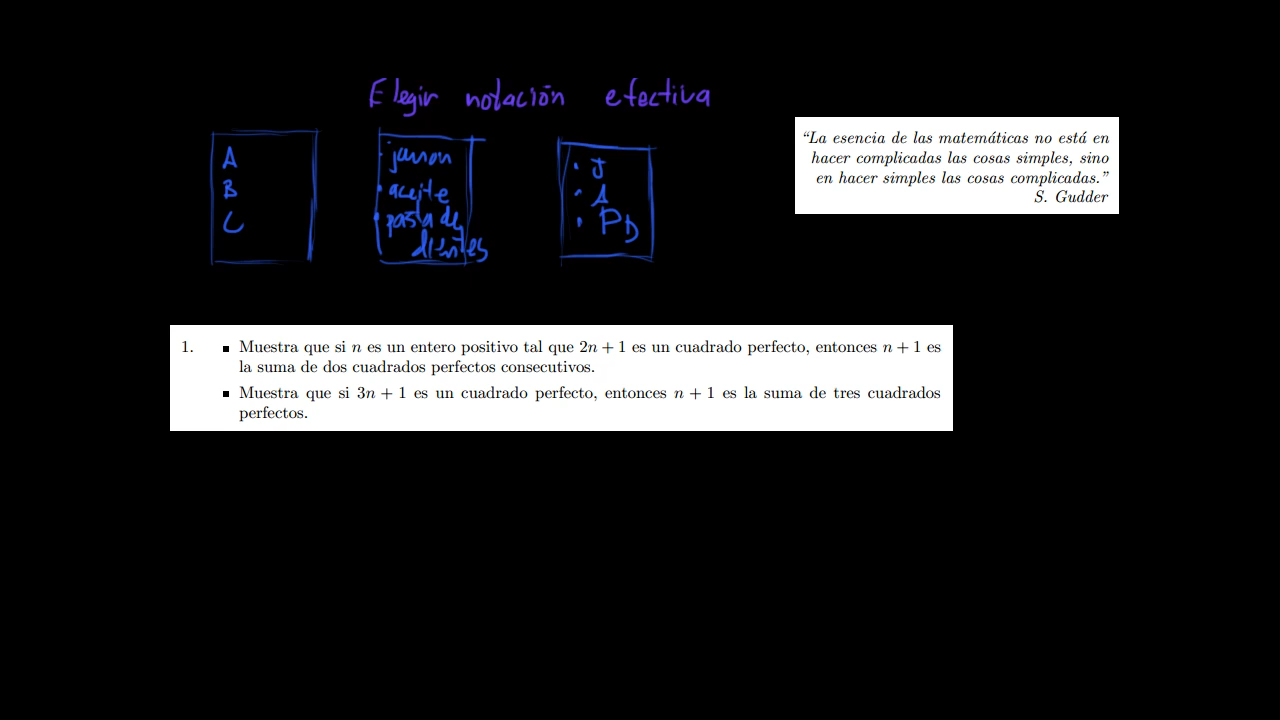 Elegir notación efectiva
A
B
C
· jamon
· aceite
· pasta de
dientes
· J
· A
· PD
“La esencia de las matemáticas no está en
hacer complicadas las cosas simples, sino
en hacer simples las cosas complicadas.”
S. Gudder
1. ▪ Muestra que si n es un entero positivo tal que 2n + 1 es un cuadrado perfecto, entonces n + 1 es
la suma de dos cuadrados perfectos consecutivos.
▪ Muestra que si 3n + 1 es un cuadrado perfecto, entonces n + 1 es la suma de tres cuadrados
perfectos.